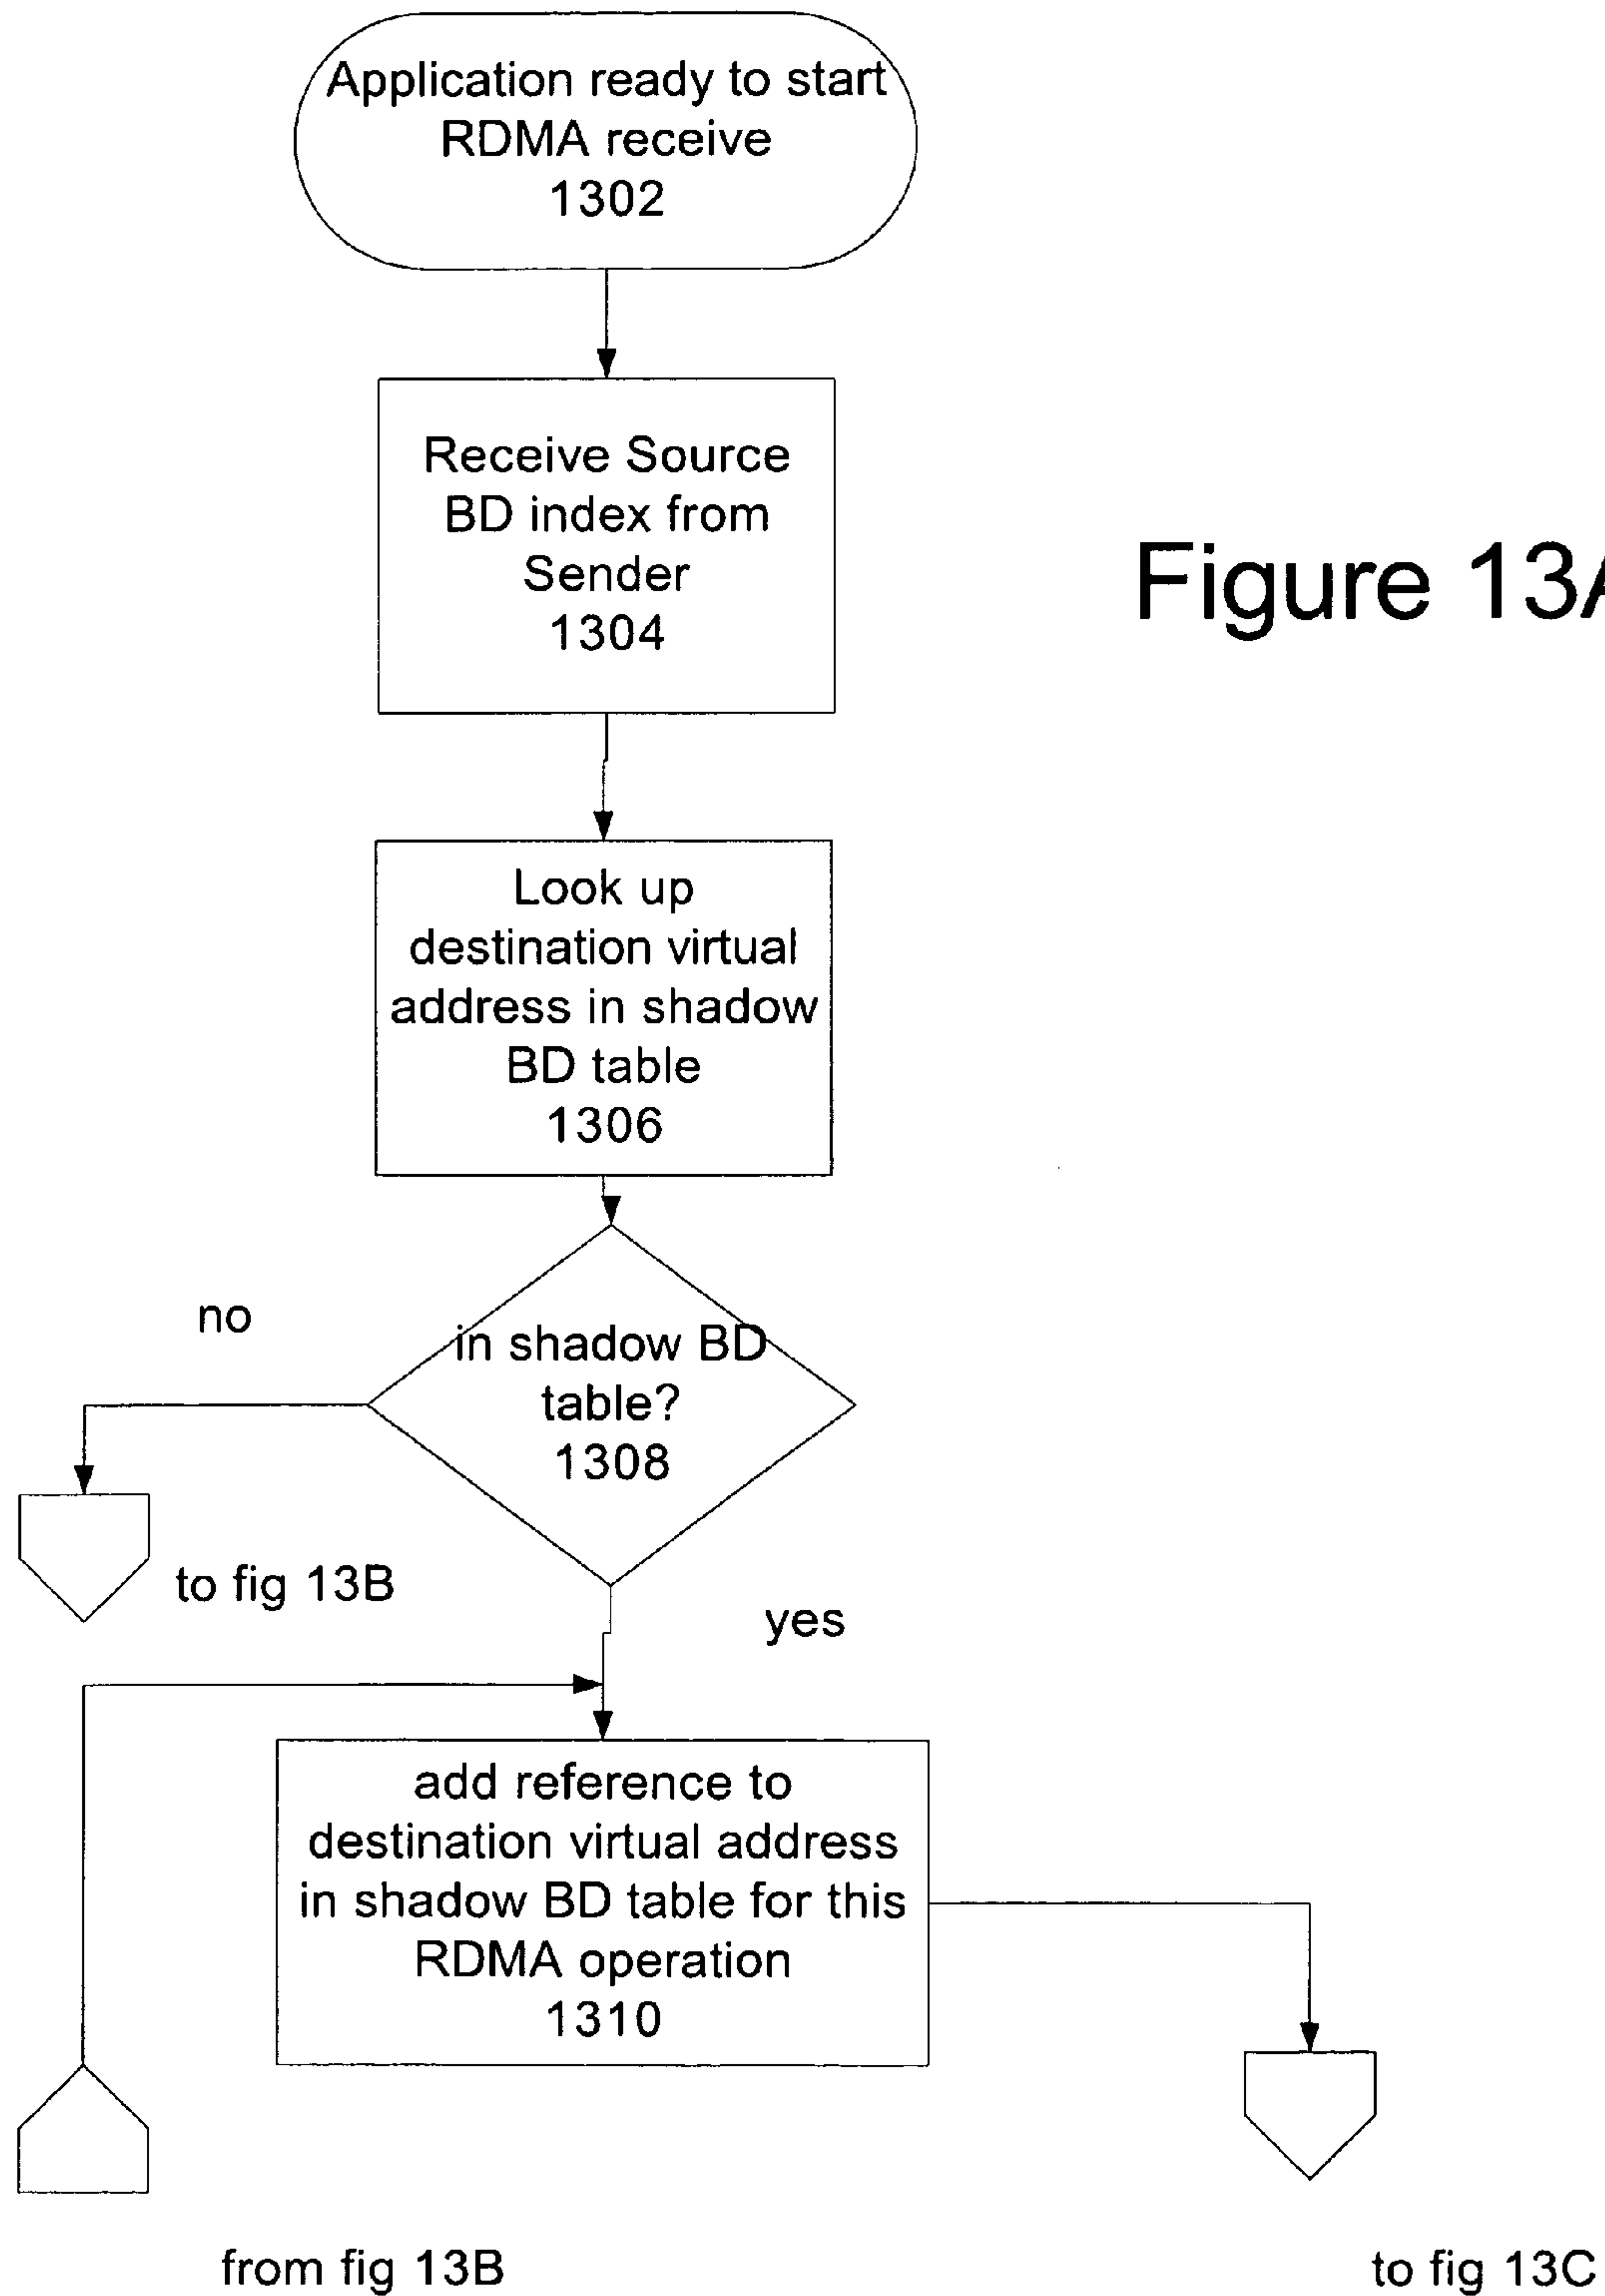 Application ready to start
RDMA receive
1302
Receive Source
BD index from
Sender
1304
Figure 13A
Look up
destination virtual
address in shadow
BD table
1306
no
in shadow BD
table?
1308
to fig 13B
yes
add reference to
destination virtual address
in shadow BD table for this
RDMA operation
1310
from fig 13B
to fig 13C